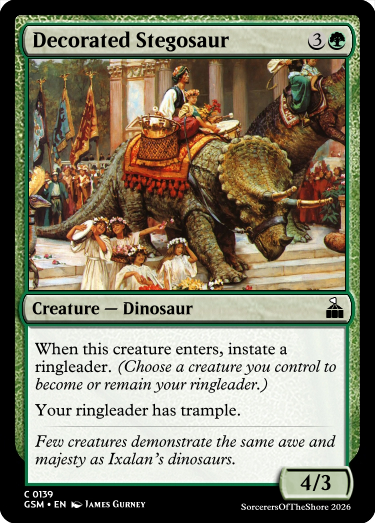 Decorated Stegosaur 3
When this creature enters, instate a
ringleader. (Choose a creature you control to
become or remain your ringleader.)
Your ringleader has trample.
Few creatures demonstrate the same awe and
majesty as Ixalan's dinosaurs.
Creature — Dinosaur
4/3
C 0139
GSM • EN James Gurney
SorcerersOfTheShore 2026